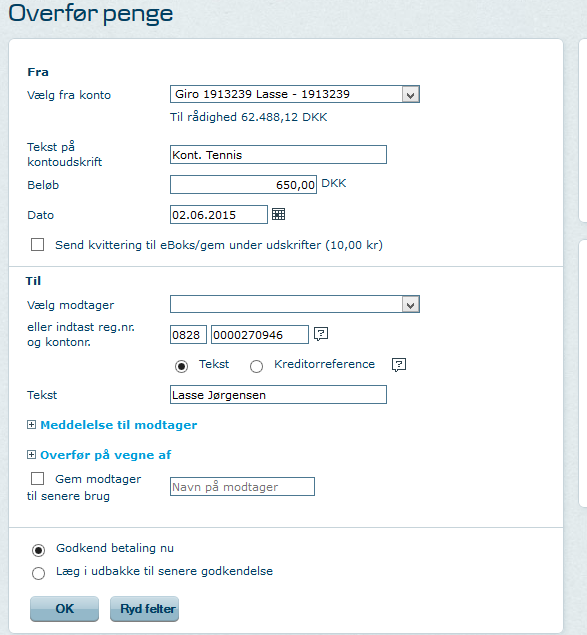 Overfør penge
Fra
Vælg fra konto Giro 1913239 Lasse - 1913239
Til rådighed 62.488,12 DKK
Tekst på
kontoudskrift Kont. Tennis
Beløb 650,00 DKK
Dato 02.06.2015
Send kvittering til eBoks/gem under udskrifter (10,00 kr)
Til
Vælg modtager
eller indtast reg.nr.
og kontonr. 0828 0000270946 ?
Tekst Kreditorreference ?
Tekst Lasse Jørgensen
Meddelelse til modtager
Overfør på vegne af
Gem modtager
til senere brug Navn på modtager
Godkend betaling nu
Læg i udbakke til senere godkendelse
OK Ryd felter